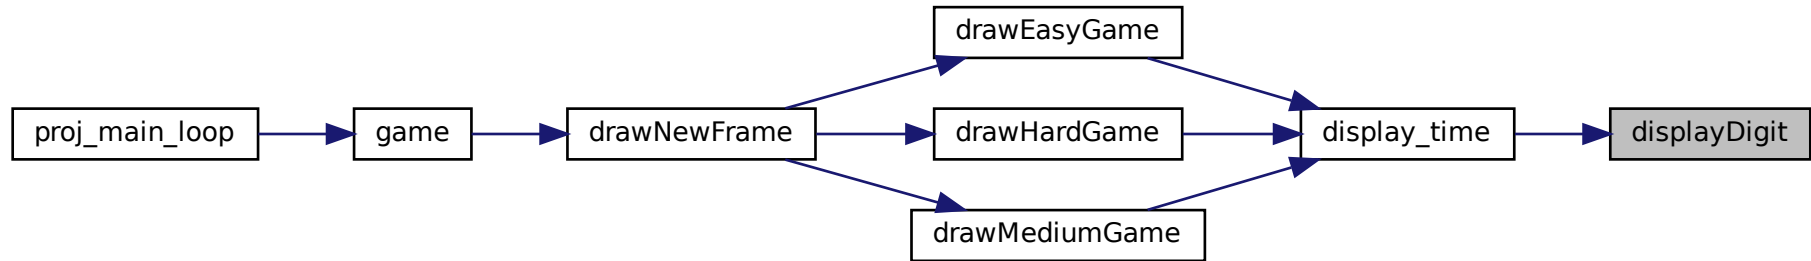 drawEasyGame
proj_main_loop
game
drawNewFrame
drawHardGame
display_time
displayDigit
drawMediumGame